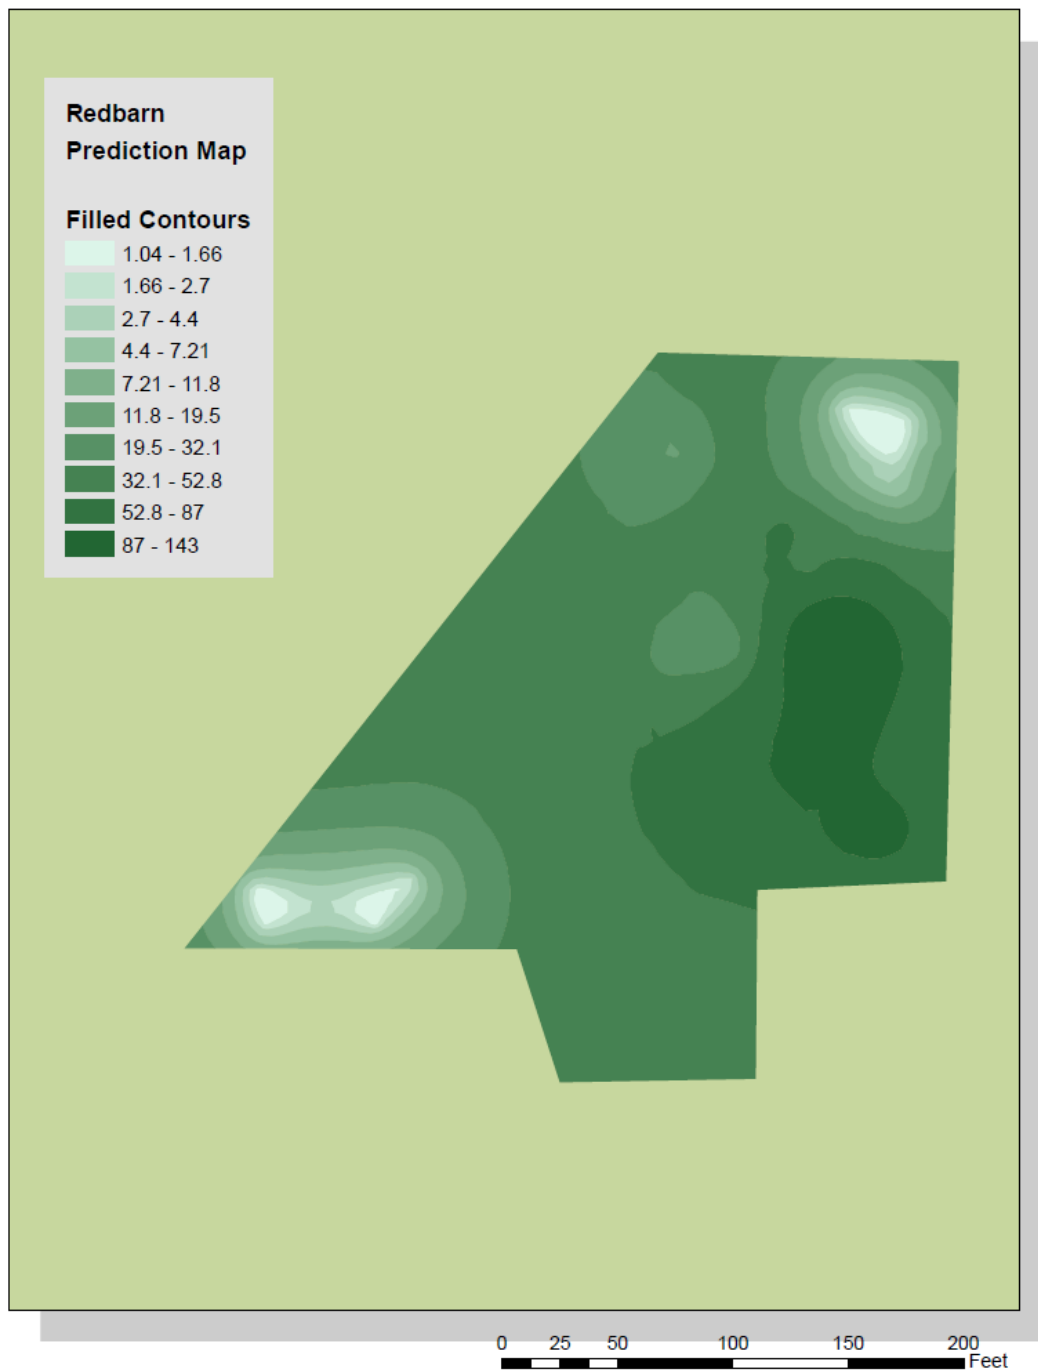 Redbarn
Prediction Map
Filled Contours
1.04 - 1.66
1.66 - 2.7
2.7 - 4.4
4.4 - 7.21
7.21 - 11.8
11.8 - 19.5
19.5 - 32.1
32.1 - 52.8
52.8 - 87
87 - 143
0 25 50 100 150 200
Feet